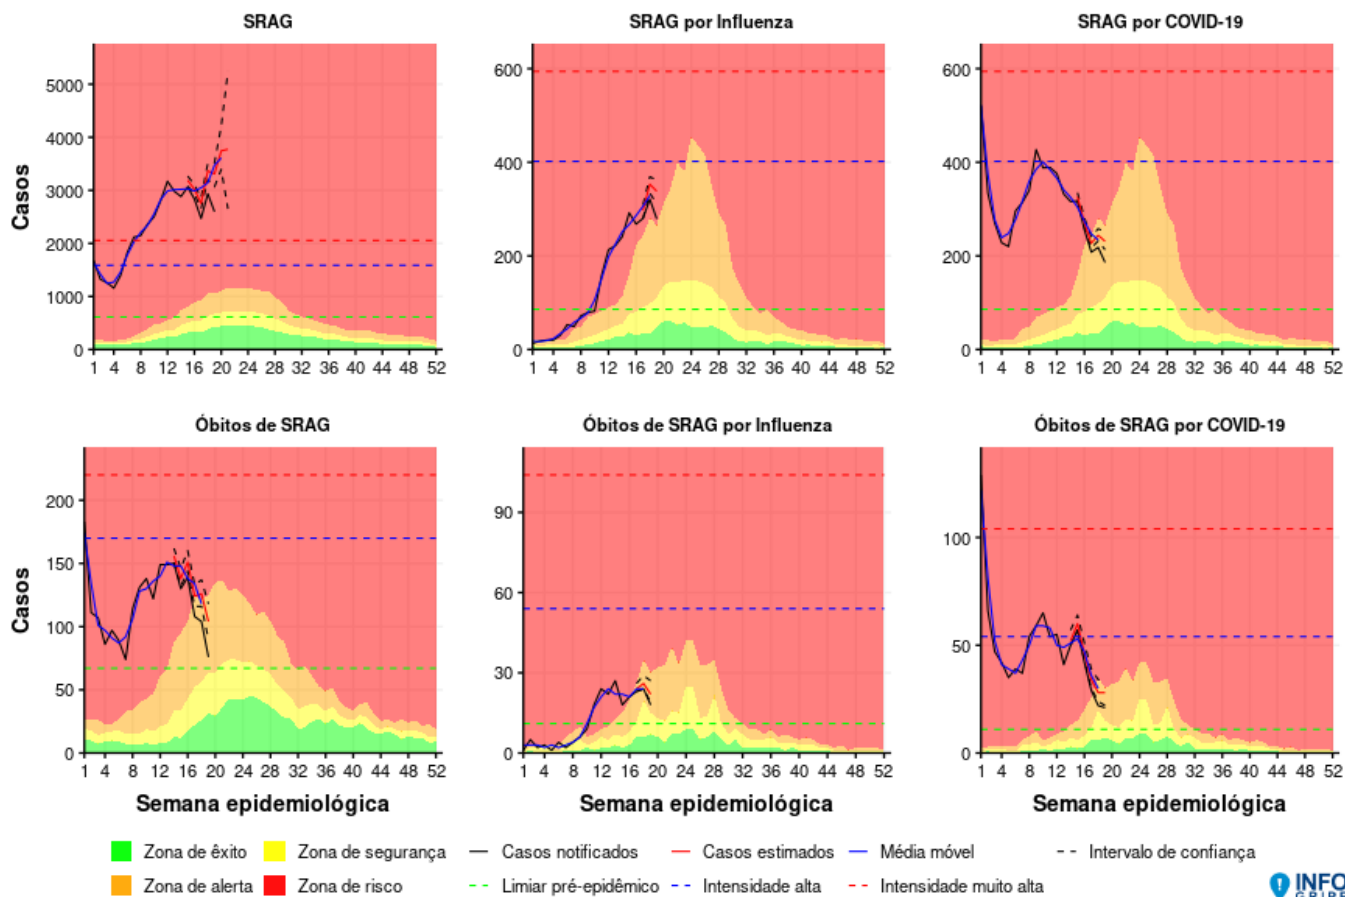 SRAG
SRAG por Influenza
SRAG por COVID-19
Casos
5000
4000
3000
2000
1000
0
1 4 8 12 16 20 24 28 32 36 40 44 48 52
600
400
200
0
1 4 8 12 16 20 24 28 32 36 40 44 48 52
600
400
200
0
1 4 8 12 16 20 24 28 32 36 40 44 48 52
Óbitos de SRAG
Óbitos de SRAG por Influenza
Óbitos de SRAG por COVID-19
Casos
200
150
100
50
0
1 4 8 12 16 20 24 28 32 36 40 44 48 52
90
60
30
0
1 4 8 12 16 20 24 28 32 36 40 44 48 52
100
50
0
1 4 8 12 16 20 24 28 32 36 40 44 48 52
Semana epidemiológica
Semana epidemiológica
Semana epidemiológica
Zona de êxito Zona de segurança Casos notificados Casos estimados Média móvel Intervalo de confiança
Zona de alerta Zona de risco Limiar pré-epidêmico Intensidade alta Intensidade muito alta
INFO
GRIPE